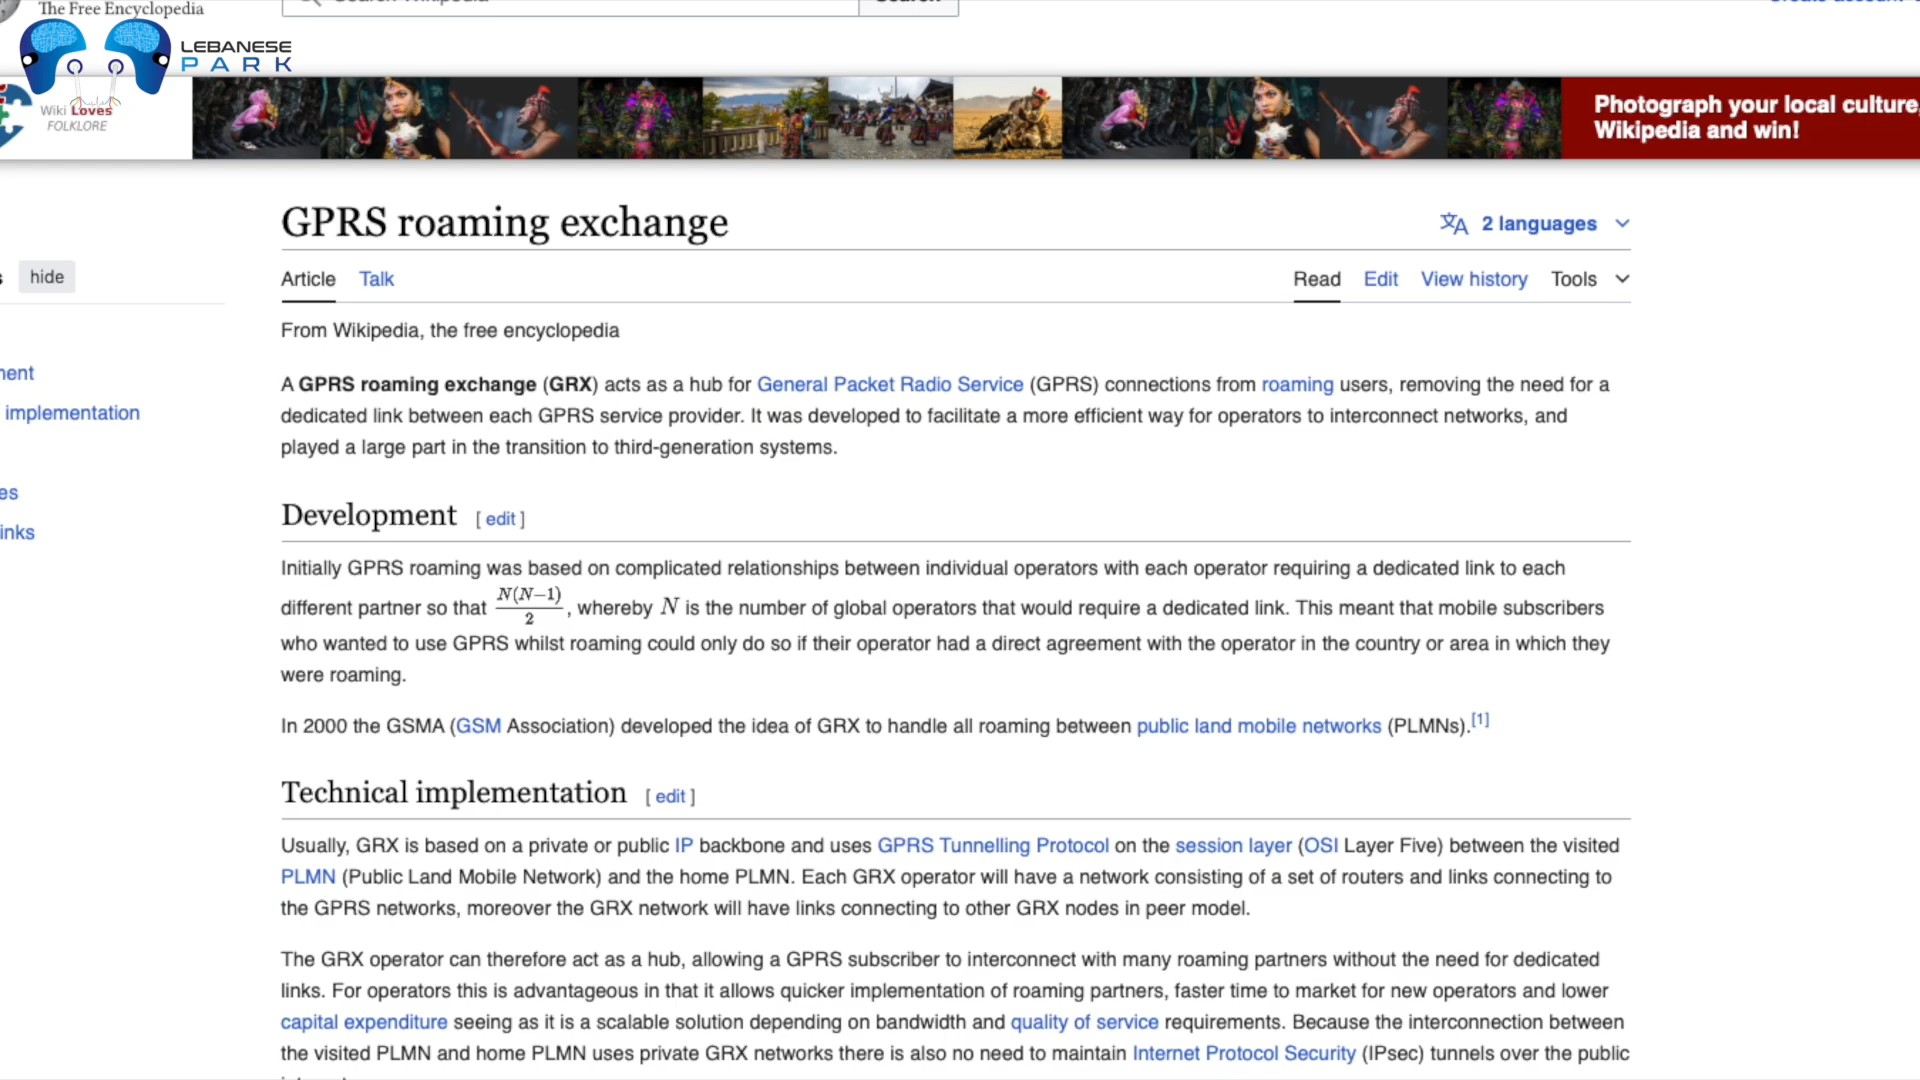 The Free Encyclopedia
LEBANESE
PARK
Wiki Loves
FOLKLORE
Photograph your local culture,
Wikipedia and win!
GPRS roaming exchange
2 languages
hide
Article Talk
Read Edit View history Tools
From Wikipedia, the free encyclopedia
A GPRS roaming exchange (GRX) acts as a hub for General Packet Radio Service (GPRS) connections from roaming users, removing the need for a
dedicated link between each GPRS service provider. It was developed to facilitate a more efficient way for operators to interconnect networks, and
played a large part in the transition to third-generation systems.
implementation
Development [ edit ]
Initially GPRS roaming was based on complicated relationships between individual operators with each operator requiring a dedicated link to each
different partner so that N(N−1)/2, whereby N is the number of global operators that would require a dedicated link. This meant that mobile subscribers
who wanted to use GPRS whilst roaming could only do so if their operator had a direct agreement with the operator in the country or area in which they
were roaming.
In 2000 the GSMA (GSM Association) developed the idea of GRX to handle all roaming between public land mobile networks (PLMNs).[1]
Technical implementation [ edit ]
Usually, GRX is based on a private or public IP backbone and uses GPRS Tunnelling Protocol on the session layer (OSI Layer Five) between the visited
PLMN (Public Land Mobile Network) and the home PLMN. Each GRX operator will have a network consisting of a set of routers and links connecting to
the GPRS networks, moreover the GRX network will have links connecting to other GRX nodes in peer model.
The GRX operator can therefore act as a hub, allowing a GPRS subscriber to interconnect with many roaming partners without the need for dedicated
links. For operators this is advantageous in that it allows quicker implementation of roaming partners, faster time to market for new operators and lower
capital expenditure seeing as it is a scalable solution depending on bandwidth and quality of service requirements. Because the interconnection between
the visited PLMN and home PLMN uses private GRX networks there is also no need to maintain Internet Protocol Security (IPsec) tunnels over the public